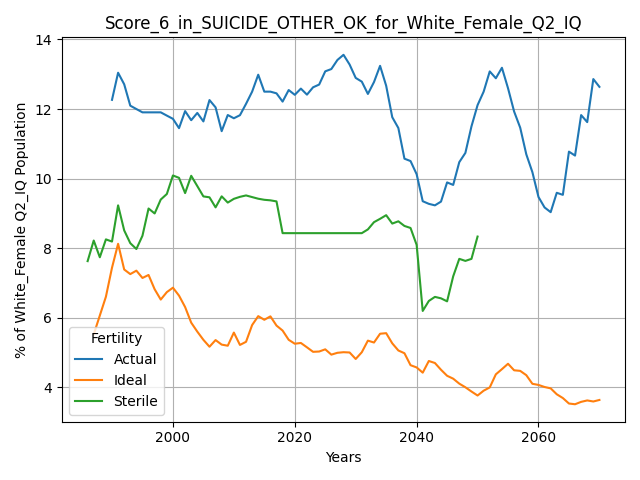 Score_6_in_SUICIDE_OTHER_OK_for_White_Female_Q2_IQ
% of White_Female Q2_IQ Population
14
12
10
8
6
4
Fertility
Actual
Ideal
Sterile
2000
2020
2040
2060
Years